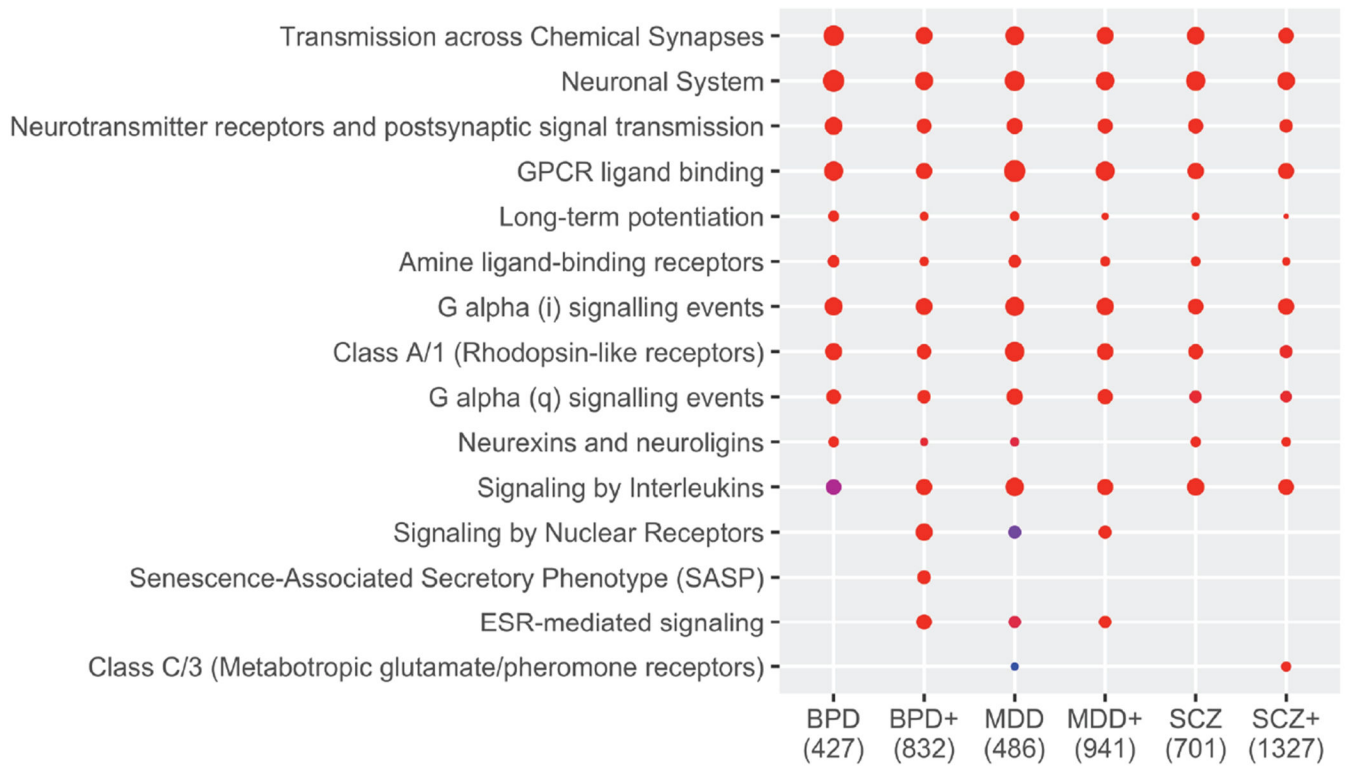 Transmission across Chemical Synapses
Neuronal System
Neurotransmitter receptors and postsynaptic signal transmission
GPCR ligand binding
Long-term potentiation
Amine ligand-binding receptors
G alpha (i) signalling events
Class A/1 (Rhodopsin-like receptors)
G alpha (q) signalling events
Neurexins and neuroligins
Signaling by Interleukins
Signaling by Nuclear Receptors
Senescence-Associated Secretory Phenotype (SASP)
ESR-mediated signaling
Class C/3 (Metabotropic glutamate/pheromone receptors)
BPD BPD+ MDD MDD+ SCZ SCZ+
(427) (832) (486) (941) (701) (1327)